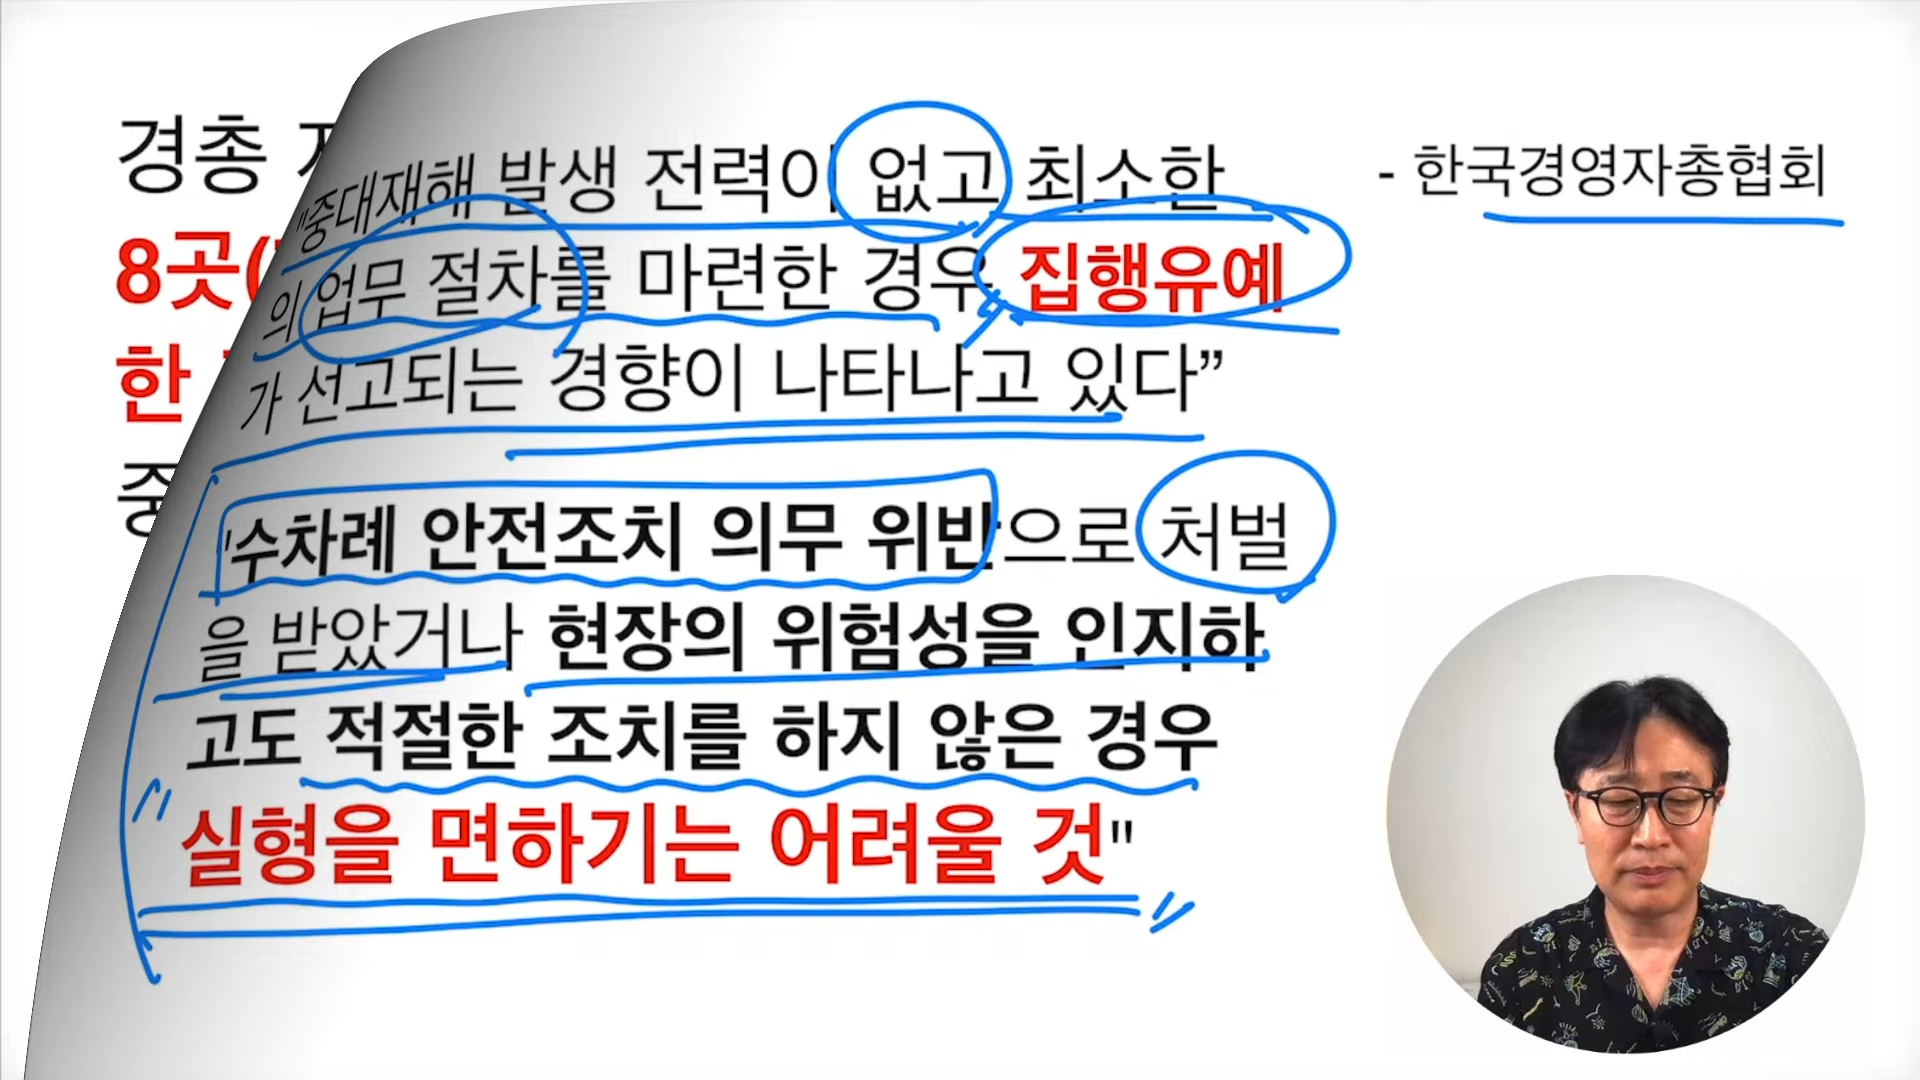 "중대재해 발생 전력이 없고 최소한
의 업무 절차를 마련한 경우 집행유예
가 선고되는 경향이 나타나고 있다”
'수차례 안전조치 의무 위반으로 처벌
을 받았거나 현장의 위험성을 인지하
고도 적절한 조치를 하지 않은 경우
실형을 면하기는 어려울 것"
- 한국경영자총협회
경총
8곳(
한